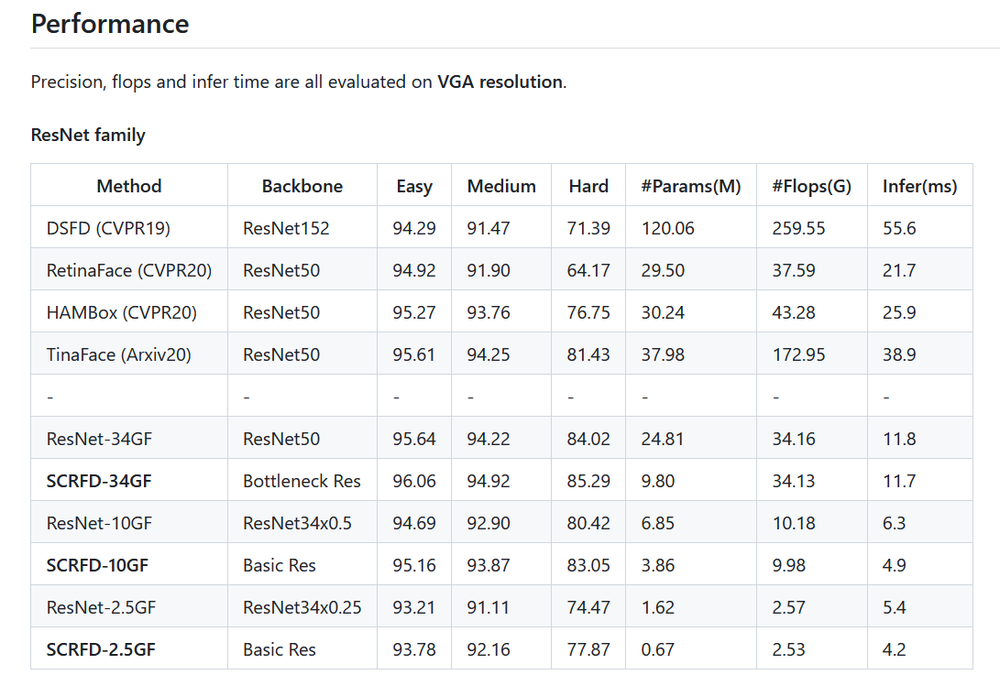 Performance
Precision, flops and infer time are all evaluated on VGA resolution.
ResNet family
Method Backbone Easy Medium Hard #Params(M) #Flops(G) Infer(ms)
DSFD (CVPR19) ResNet152 94.29 91.47 71.39 120.06 259.55 55.6
RetinaFace (CVPR20) ResNet50 94.92 91.90 64.17 29.50 37.59 21.7
HAMBox (CVPR20) ResNet50 95.27 93.76 76.75 30.24 43.28 25.9
TinaFace (Arxiv20) ResNet50 95.61 94.25 81.43 37.98 172.95 38.9
- - - - - - - -
ResNet-34GF ResNet50 95.64 94.22 84.02 24.81 34.16 11.8
SCRFD-34GF Bottleneck Res 96.06 94.92 85.29 9.80 34.13 11.7
ResNet-10GF ResNet34x0.5 94.69 92.90 80.42 6.85 10.18 6.3
SCRFD-10GF Basic Res 95.16 93.87 83.05 3.86 9.98 4.9
ResNet-2.5GF ResNet34x0.25 93.21 91.11 74.47 1.62 2.57 5.4
SCRFD-2.5GF Basic Res 93.78 92.16 77.87 0.67 2.53 4.2